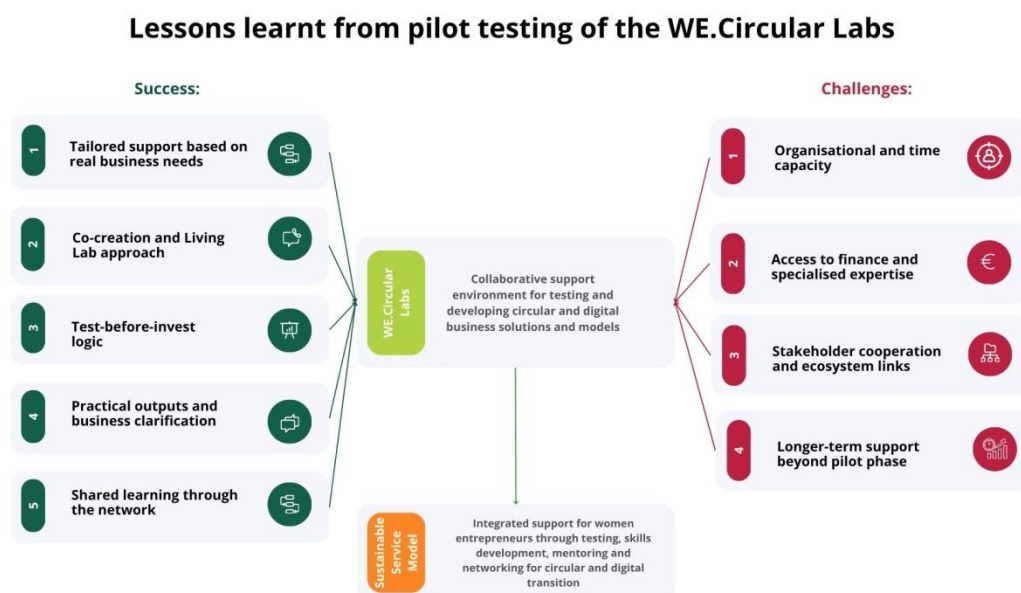 Lessons learnt from pilot testing of the WE.Circular Labs
Success:
1
Tailored support based on
real business needs
2
Co-creation and Living
Lab approach
3
Test-before-invest
logic
4
Practical outputs and
business clarification
5
Shared learning through
the network
WE.Circular
Labs
Collaborative support
environment for testing and
developing circular and digital
business solutions and models
Sustainable
Service
Model
Integrated support for women
entrepreneurs through testing, skills
development, mentoring and
networking for circular and digital
transition
Challenges:
1
Organisational and time
capacity
2
Access to finance and
specialised expertise
€
3
Stakeholder cooperation
and ecosystem links
4
Longer-term support
beyond pilot phase